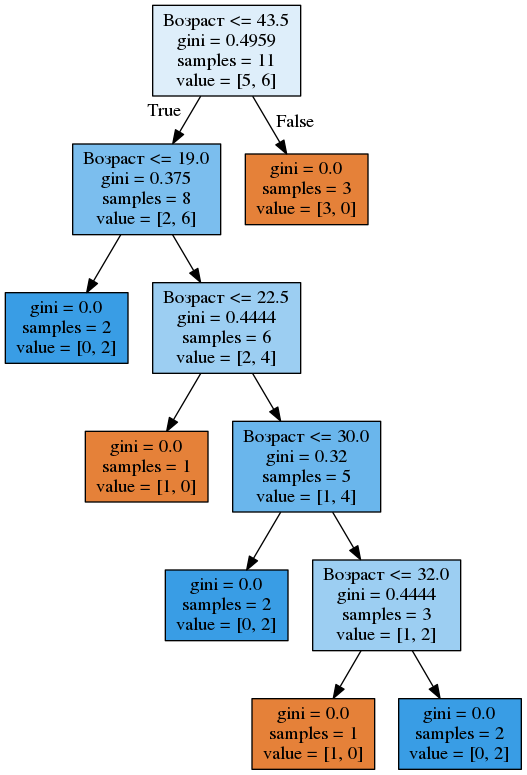 Возраст <= 43.5
gini = 0.4959
samples = 11
value = [5, 6]
True
False
Возраст <= 19.0
gini = 0.375
samples = 8
value = [2, 6]
gini = 0.0
samples = 3
value = [3, 0]
gini = 0.0
samples = 2
value = [0, 2]
Возраст <= 22.5
gini = 0.4444
samples = 6
value = [2, 4]
gini = 0.0
samples = 1
value = [1, 0]
Возраст <= 30.0
gini = 0.32
samples = 5
value = [1, 4]
gini = 0.0
samples = 2
value = [0, 2]
Возраст <= 32.0
gini = 0.4444
samples = 3
value = [1, 2]
gini = 0.0
samples = 1
value = [1, 0]
gini = 0.0
samples = 2
value = [0, 2]